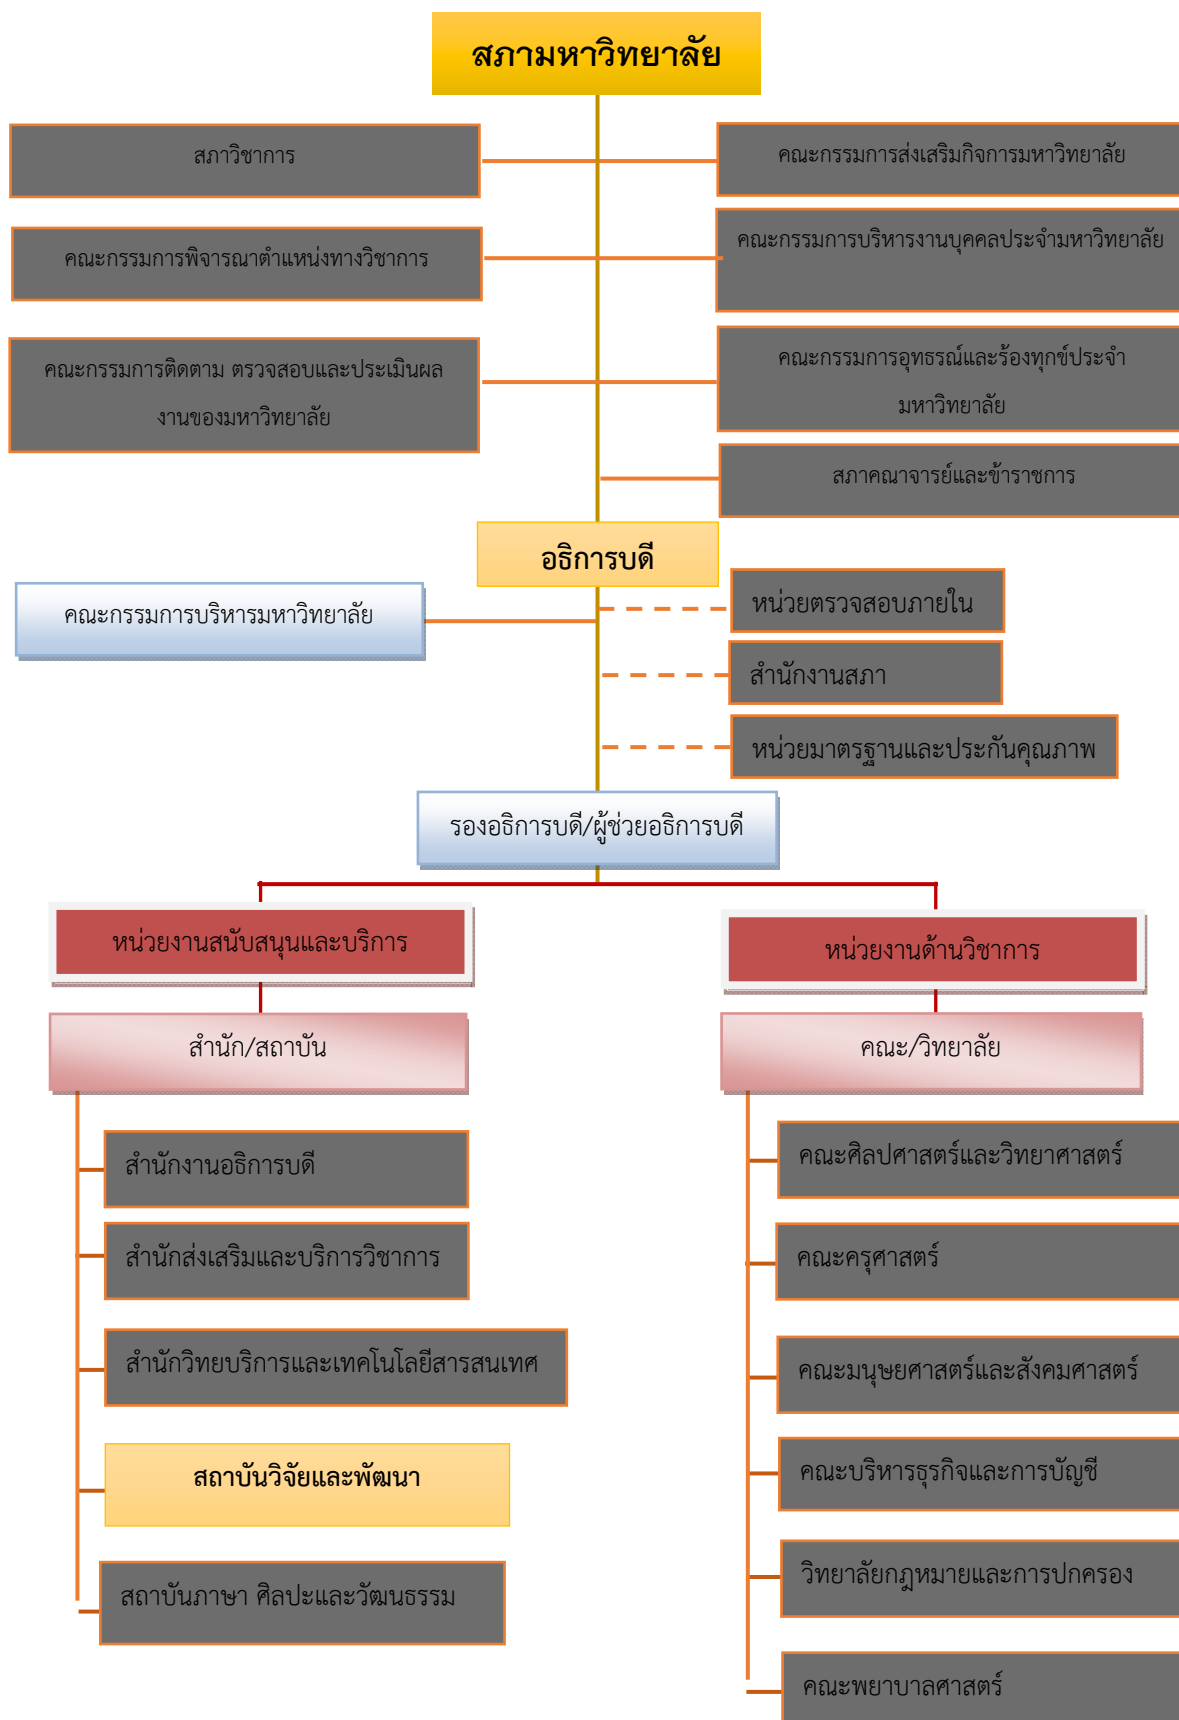 สภามหาวิทยาลัย
สภาวิชาการ
คณะกรรมการส่งเสริมกิจการมหาวิทยาลัย
คณะกรรมการพิจารณาตำแหน่งทางวิชาการ
คณะกรรมการบริหารงานบุคคลประจำมหาวิทยาลัย
คณะกรรมการติดตาม ตรวจสอบและประเมินผล
งานของมหาวิทยาลัย
คณะกรรมการอุทธรณ์และร้องทุกข์ประจำ
มหาวิทยาลัย
สภาคณาจารย์และข้าราชการ
อธิการบดี
คณะกรรมการบริหารมหาวิทยาลัย
หน่วยตรวจสอบภายใน
สำนักงานสภา
หน่วยมาตรฐานและประกันคุณภาพ
รองอธิการบดี/ผู้ช่วยอธิการบดี
หน่วยงานสนับสนุนและบริการ
หน่วยงานด้านวิชาการ
สำนัก/สถาบัน
คณะ/วิทยาลัย
สำนักงานอธิการบดี
สำนักส่งเสริมและบริการวิชาการ
สำนักวิทยบริการและเทคโนโลยีสารสนเทศ
สถาบันวิจัยและพัฒนา
สถาบันภาษา ศิลปะและวัฒนธรรม
คณะศิลปศาสตร์และวิทยาศาสตร์
คณะครุศาสตร์
คณะมนุษยศาสตร์และสังคมศาสตร์
คณะบริหารธุรกิจและการบัญชี
วิทยาลัยกฎหมายและการปกครอง
คณะพยาบาลศาสตร์